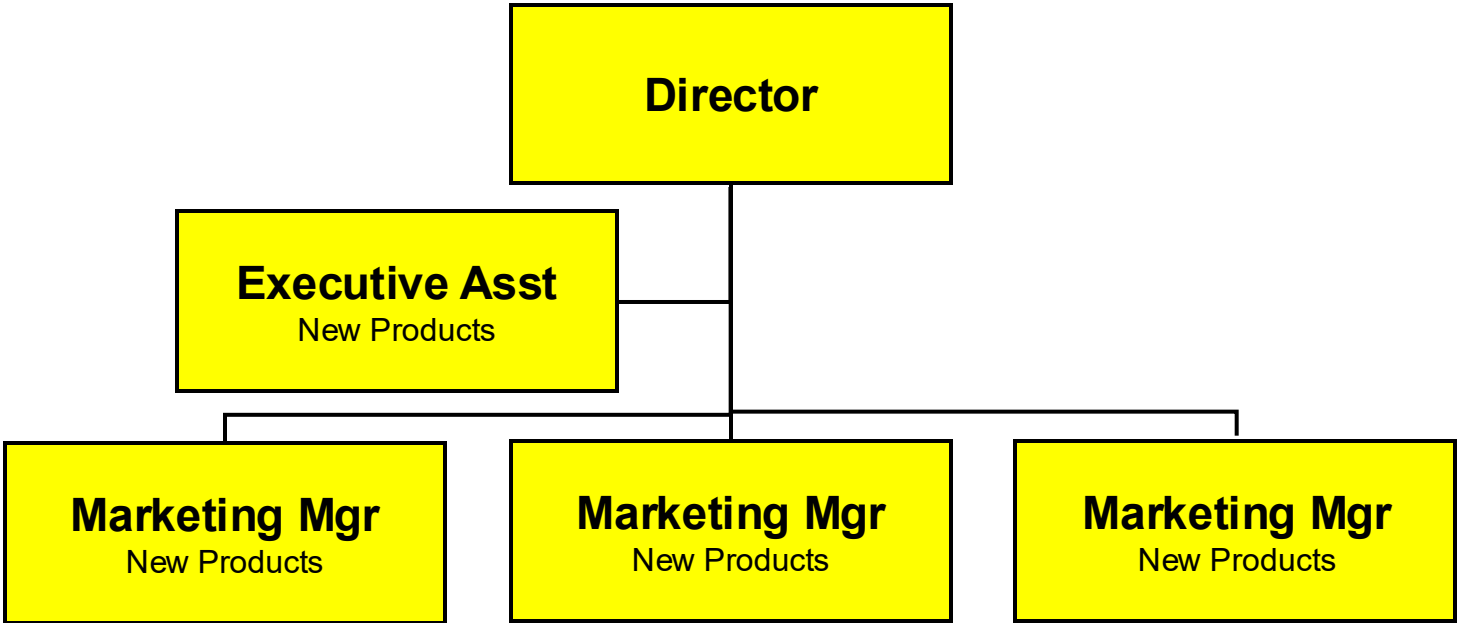 Director
Executive Asst
New Products
Marketing Mgr
New Products
Marketing Mgr
New Products
Marketing Mgr
New Products